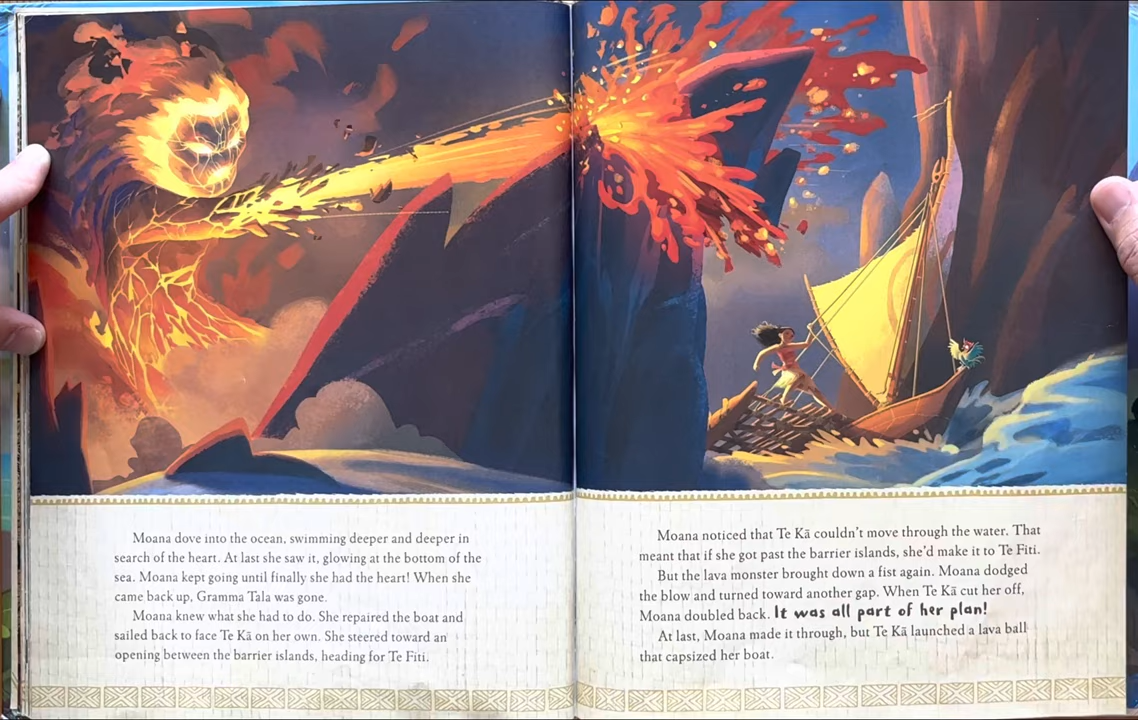 Moana dove into the ocean, swimming deeper and deeper in
search of the heart. At last she saw it, glowing at the bottom of the
sea. Moana kept going until finally she had the heart! When she
came back up, Gramma Tala was gone.
Moana knew what she had to do. She repaired the boat and
sailed back to face Te Kā on her own. She steered toward an
opening between the barrier islands, heading for Te Fiti.
Moana noticed that Te Kā couldn't move through the water. That
meant that if she got past the barrier islands, she'd make it to Te Fiti.
But the lava monster brought down a fist again. Moana dodged
the blow and turned toward another gap. When Te Kā cut her off,
Moana doubled back. It was all part of her plan!
At last, Moana made it through, but Te Kā launched a lava ball
that capsized her boat.